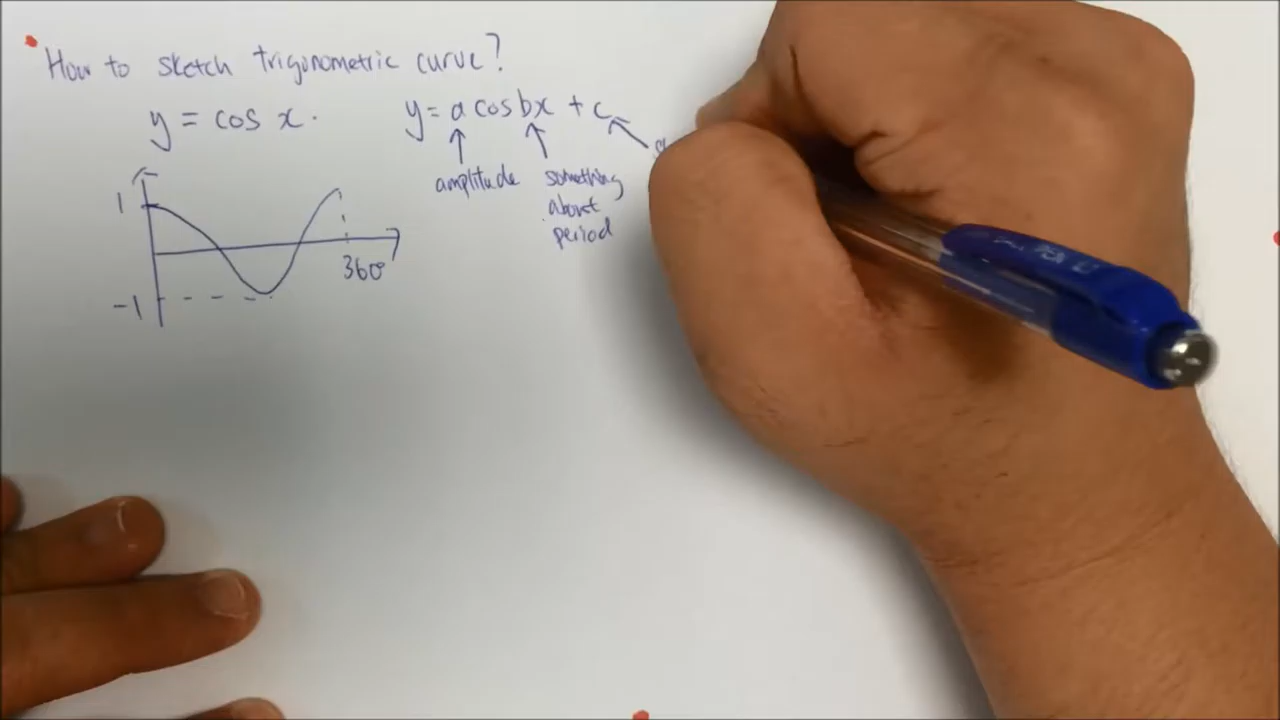 How to sketch trigonometric curve?
y = cos x.
y = a cos bx + c
amplitude
something
about
period
1
-1
360°